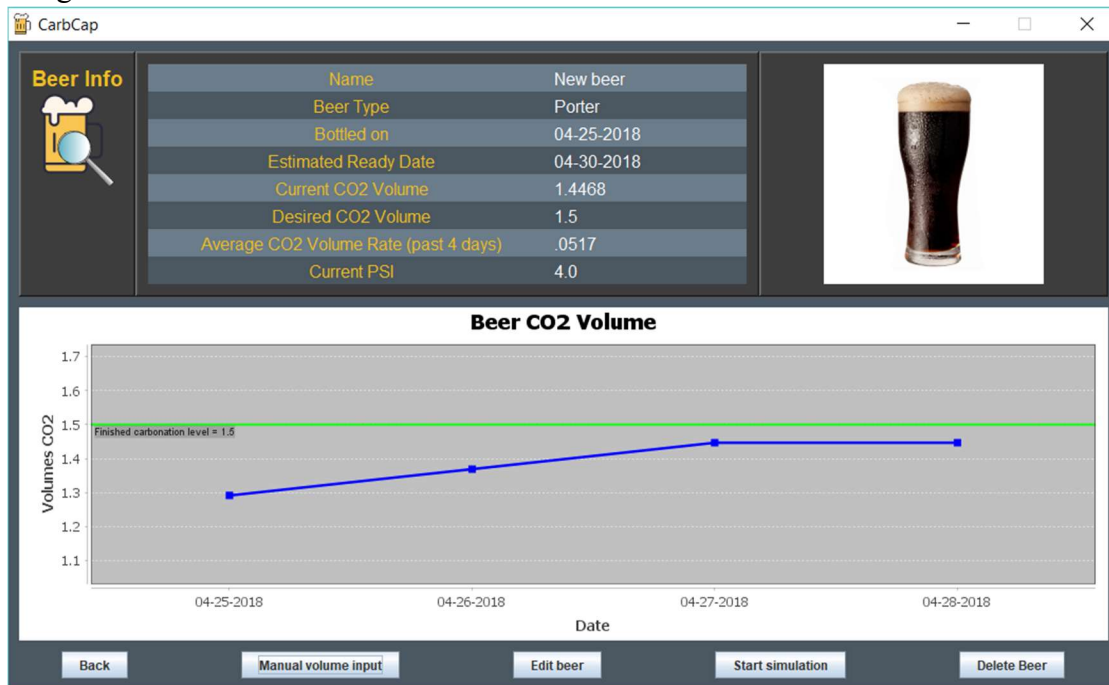 CarbCap
Beer Info
Name New beer
Beer Type Porter
Bottled on 04-25-2018
Estimated Ready Date 04-30-2018
Current CO2 Volume 1.4468
Desired CO2 Volume 1.5
Average CO2 Volume Rate (past 4 days) .0517
Current PSI 4.0
Beer CO2 Volume
Volumes CO2
1.7
1.6
1.5
1.4
1.3
1.2
1.1
Finished carbonation level = 1.5
04-25-2018 04-26-2018 04-27-2018 04-28-2018
Date
Back Manual volume input Edit beer Start simulation Delete Beer